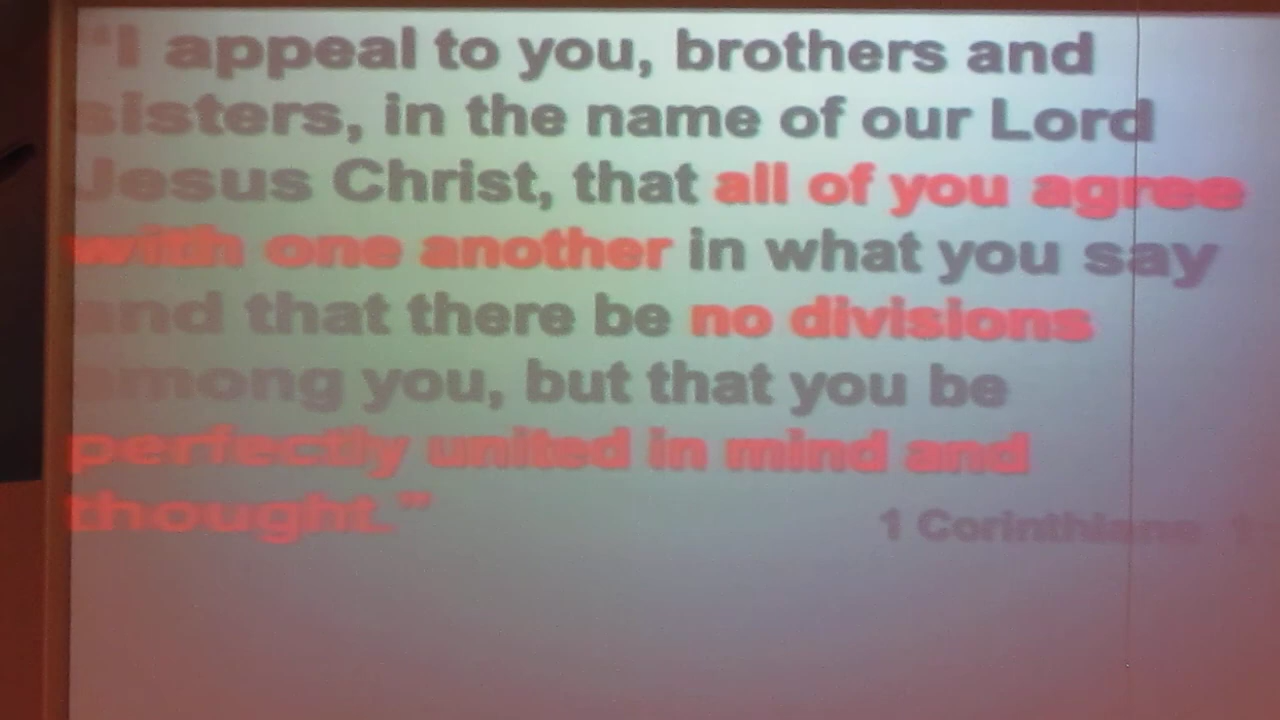 "I appeal to you, brothers and
sisters, in the name of our Lord
Jesus Christ, that all of you agree
with one another in what you say
and that there be no divisions
among you, but that you be
perfectly united in mind and
thought."
1 Corinthians 1: